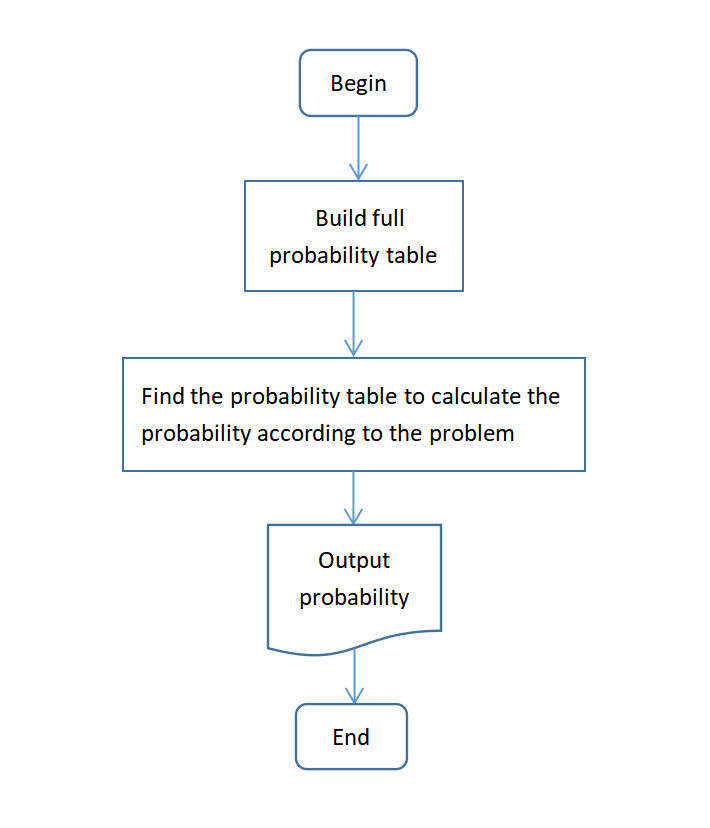 Begin
Build full
probability table
Find the probability table to calculate the
probability according to the problem
Output
probability
End